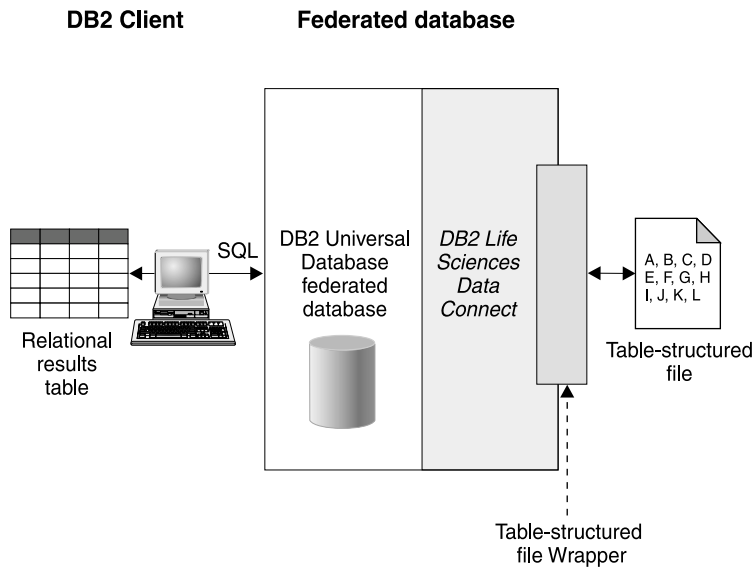 DB2 Client
Federated database
SQL
DB2 Universal
Database
federated
database
DB2 Life
Sciences
Data
Connect
A, B, C, D
E, F, G, H
I, J, K, L
Relational
results
table
Table-structured
file
Table-structured
file Wrapper